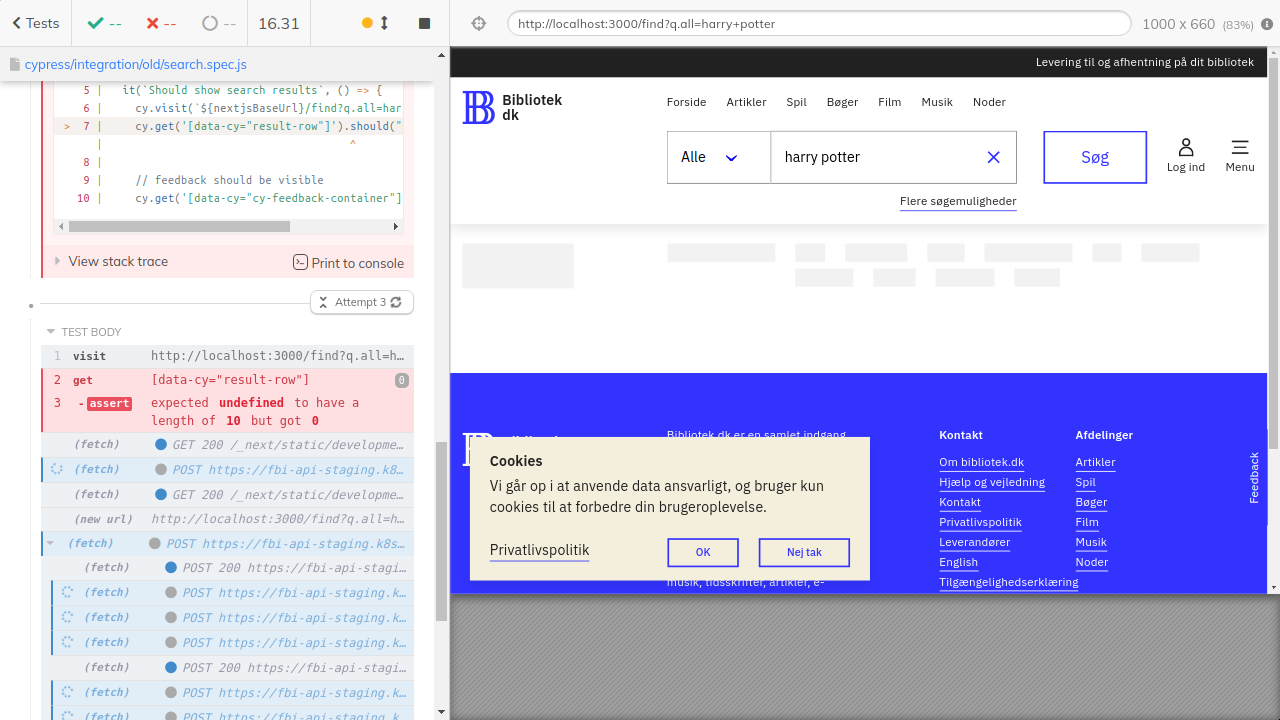 Tests
--
--
--
16.31
http://localhost:3000/find?q.all=harry+potter
1000 x 660 (83%)
cypress/integration/old/search.spec.js
5 | it(`Should show search results`, () => {
6 | cy.visit(`${nextjsBaseUrl}/find?q.all=har
> 7 | cy.get('[data-cy="result-row"]').should("
| ^
8 |
9 | // feedback should be visible
10 | cy.get('[data-cy="cy-feedback-container"]
View stack trace
Print to console
Attempt 3
TEST BODY
1 visit http://localhost:3000/find?q.all=h…
2 get [data-cy="result-row"] 0
3 -assert expected undefined to have a
length of 10 but got 0
(fetch) GET 200 /_next/static/developme…
(fetch) POST https://fbi-api-staging.k8…
(fetch) GET 200 /_next/static/developme…
(new url) http://localhost:3000/find?q.all=h…
(fetch) POST https://fbi-api-staging.k8s…
(fetch) POST 200 https://fbi-api-stagi…
(fetch) POST https://fbi-api-staging.k…
(fetch) POST https://fbi-api-staging.k…
(fetch) POST https://fbi-api-staging.k…
(fetch) POST 200 https://fbi-api-stagi…
(fetch) POST https://fbi-api-staging.k…
(fetch) POST https://fbi-api-staging.k…
Levering til og afhentning på dit bibliotek
Bibliotek
dk
Forside Artikler Spil Bøger Film Musik Noder
Alle
harry potter
Søg
Log ind
Menu
Flere søgemuligheder
Bibliotek.dk er en samlet indgang
Cookies
Vi går op i at anvende data ansvarligt, og bruger kun
cookies til at forbedre din brugeroplevelse.
Privatlivspolitik
OK
Nej tak
musik, tidsskrifter, artikler, e-
Kontakt
Om bibliotek.dk
Hjælp og vejledning
Kontakt
Privatlivspolitik
Leverandører
English
Tilgængelighedserklæring
Afdelinger
Artikler
Spil
Bøger
Film
Musik
Noder
Feedback